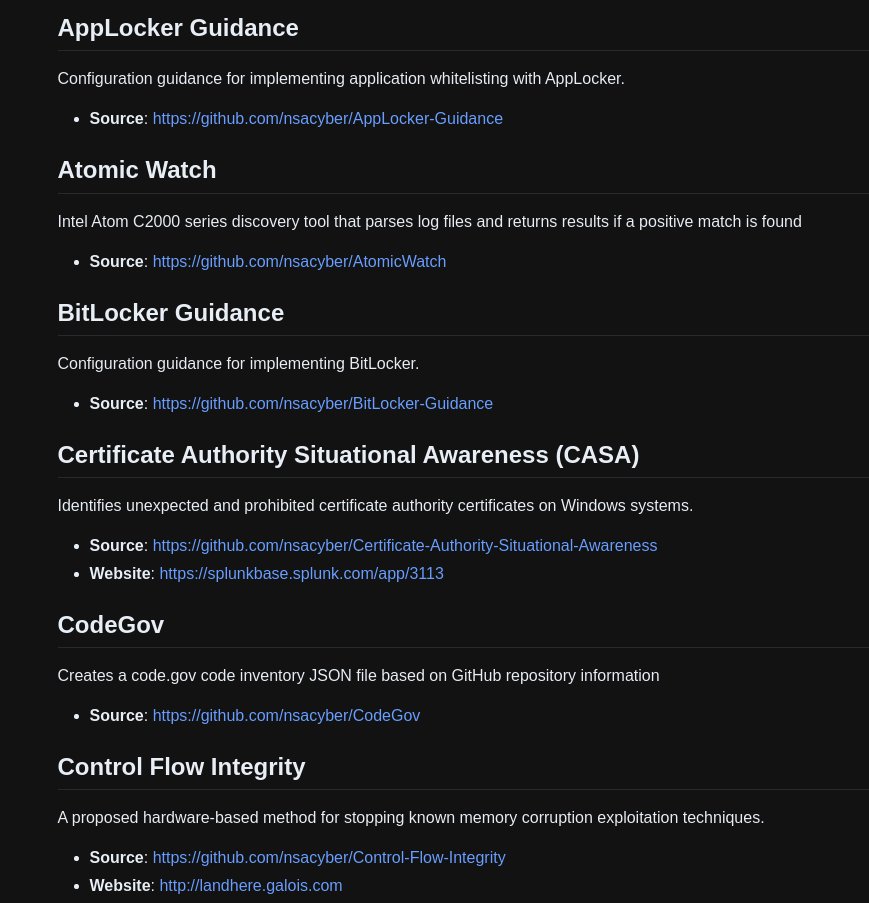 AppLocker Guidance
Configuration guidance for implementing application whitelisting with AppLocker.
Source: https://github.com/nsacyber/AppLocker-Guidance
Atomic Watch
Intel Atom C2000 series discovery tool that parses log files and returns results if a positive match is found
Source: https://github.com/nsacyber/AtomicWatch
BitLocker Guidance
Configuration guidance for implementing BitLocker.
Source: https://github.com/nsacyber/BitLocker-Guidance
Certificate Authority Situational Awareness (CASA)
Identifies unexpected and prohibited certificate authority certificates on Windows systems.
Source: https://github.com/nsacyber/Certificate-Authority-Situational-Awareness
Website: https://splunkbase.splunk.com/app/3113
CodeGov
Creates a code.gov code inventory JSON file based on GitHub repository information
Source: https://github.com/nsacyber/CodeGov
Control Flow Integrity
A proposed hardware-based method for stopping known memory corruption exploitation techniques.
Source: https://github.com/nsacyber/Control-Flow-Integrity
Website: http://landhere.galois.com